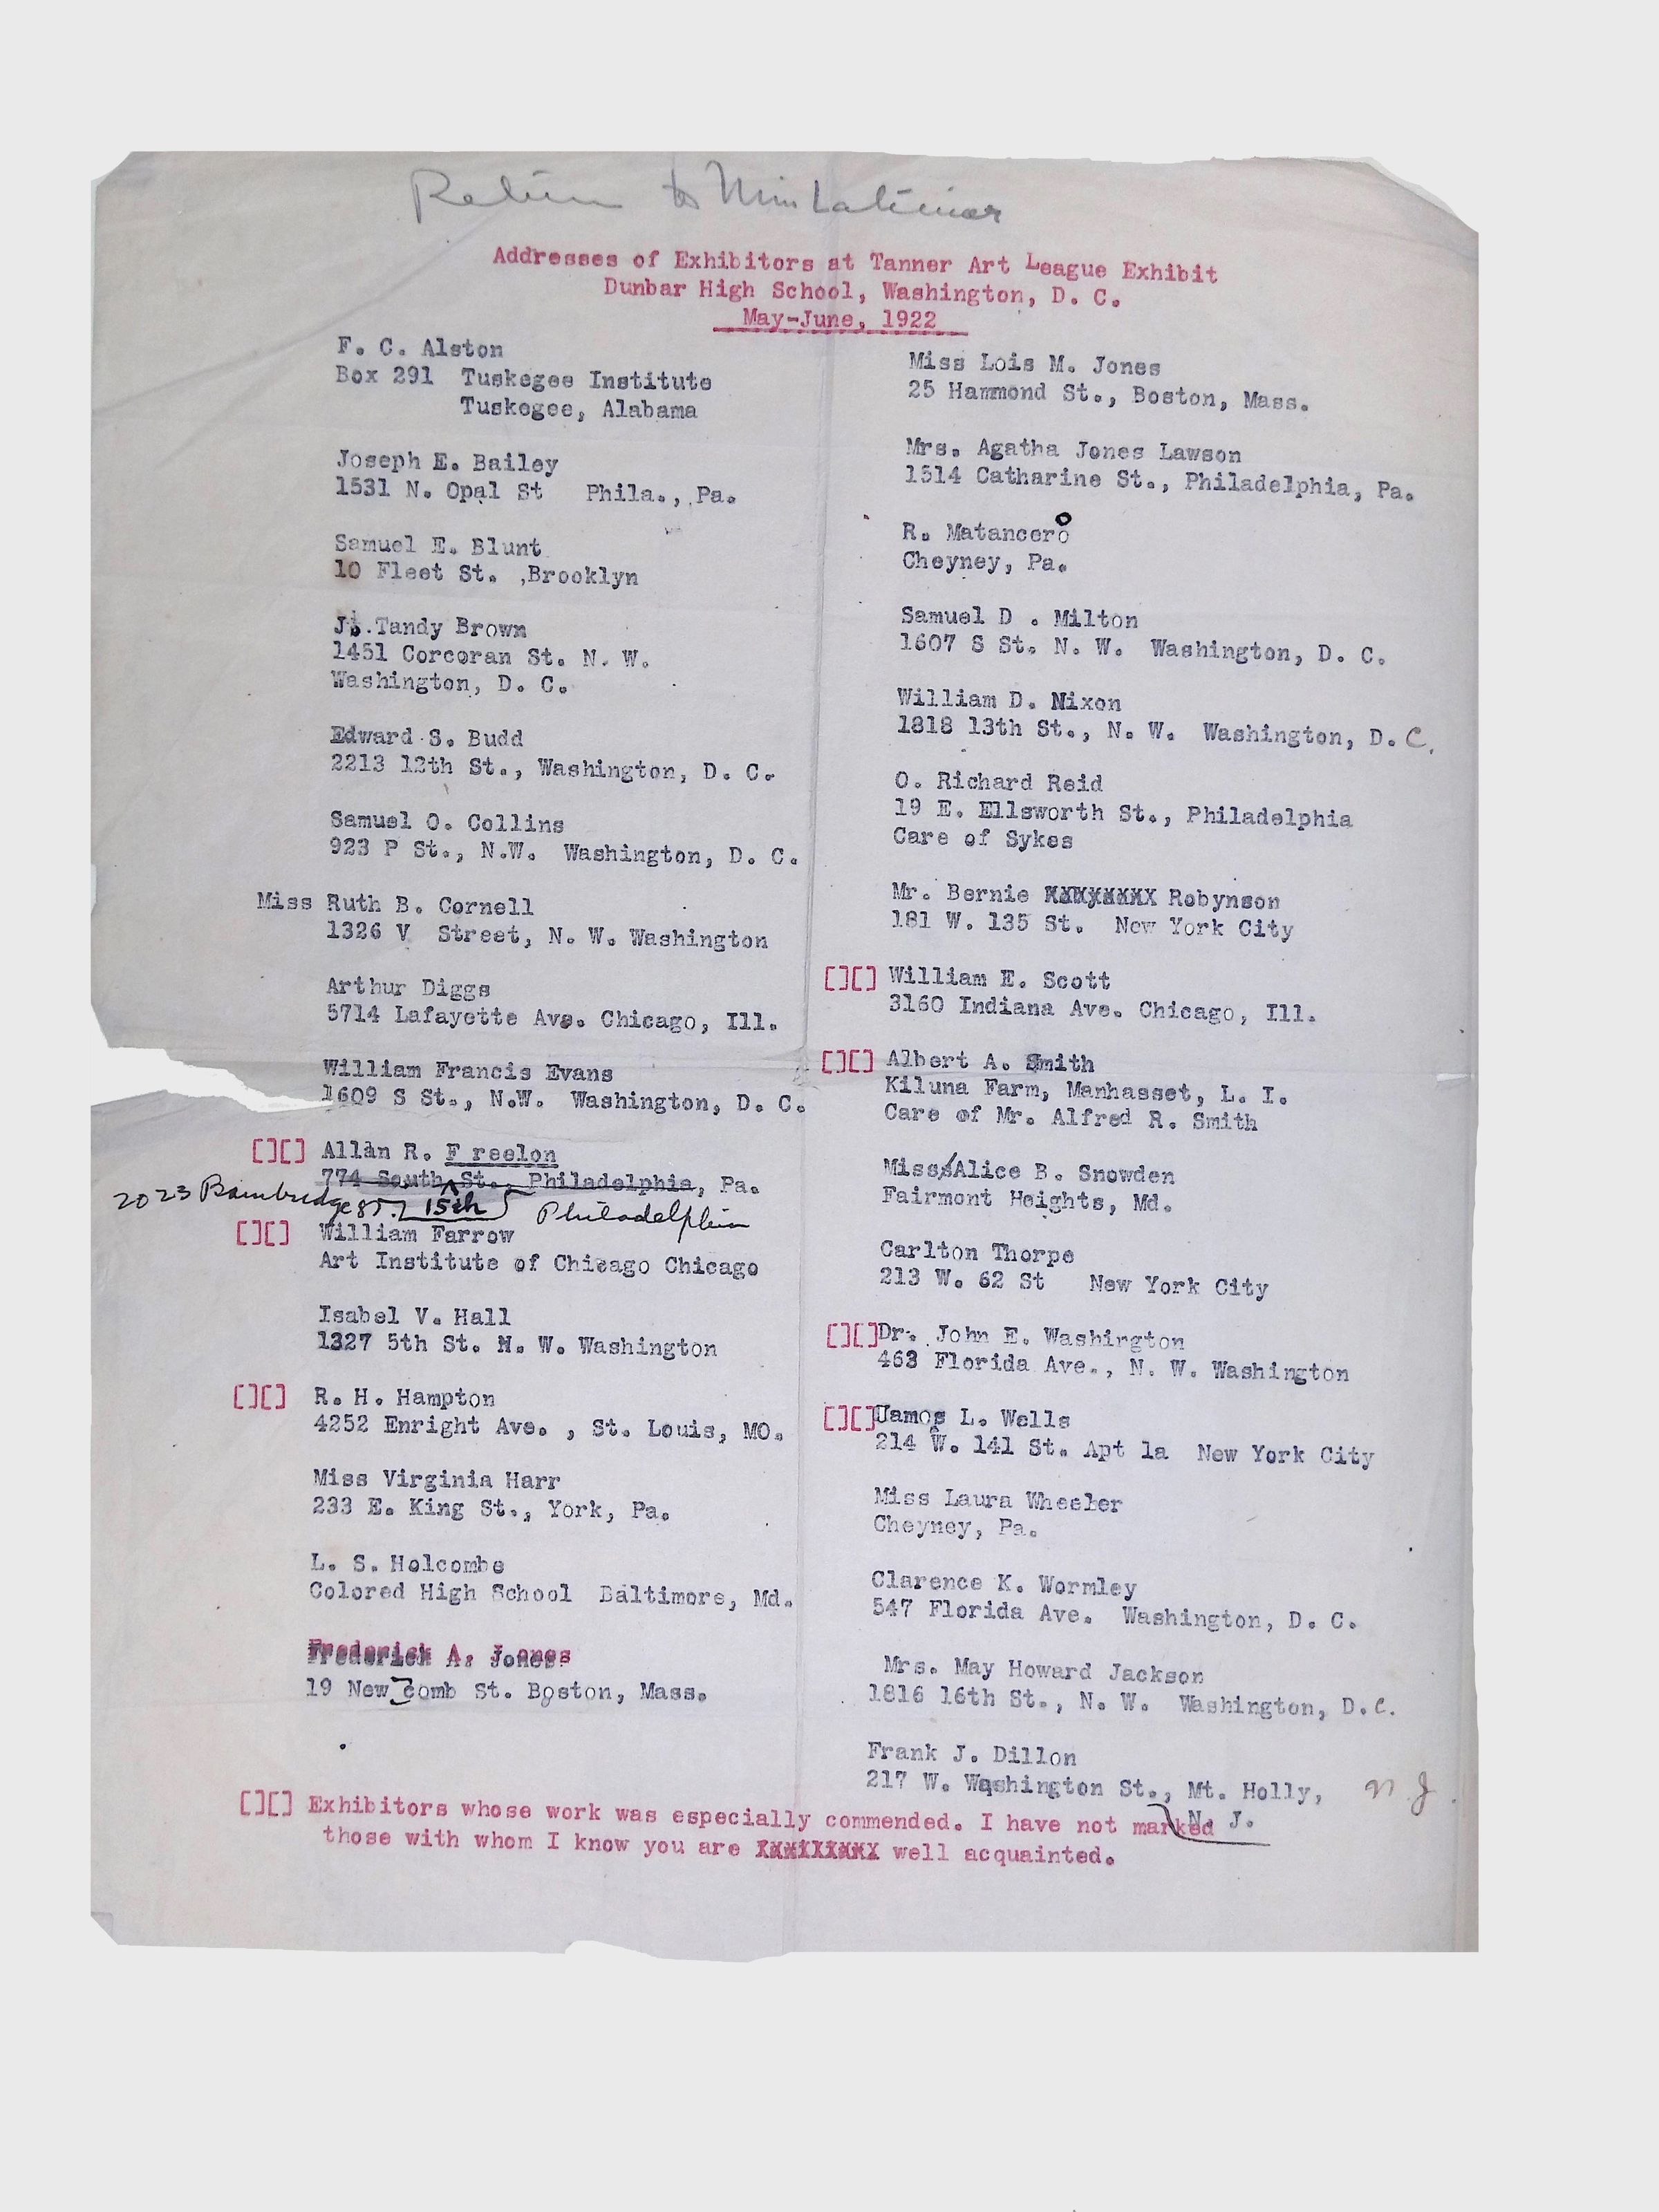 Return to Miss Latimer
Addresses of Exhibitors at Tanner Art League Exhibit
Dunbar High School, Washington, D. C.
May-June, 1922
F. C. Alston
Box 291 Tuskegee Institute
Tuskegee, Alabama
Joseph E. Bailey
1531 N. Opal St Phila., Pa.
Samuel E. Blunt
10 Fleet St. ,Brooklyn
J. Tandy Brown
1451 Corcoran St. N. W.
Washington, D. C.
Edward S. Budd
2213 12th St., Washington, D. C.
Samuel O. Collins
923 P St., N.W. Washington, D. C.
Miss Ruth B. Cornell
1326 V Street, N. W. Washington
Arthur Diggs
5714 Lafayette Ave. Chicago, Ill.
William Francis Evans
1609 S St., N.W. Washington, D. C.
[][] Allan R. F reelon
774 South St., Philadelphia, Pa.
2023 Bainbridge St. 15th Philadelphia
[][] William Farrow
Art Institute of Chicago Chicago
Isabel V. Hall
1327 5th St. N. W. Washington
[][] R. H. Hampton
4252 Enright Ave. , St. Louis, MO.
Miss Virginia Harr
233 E. King St., York, Pa.
L. S. Holcombe
Colored High School Baltimore, Md.
Frederick A. Jones
19 New comb St. Boston, Mass.
Miss Lois M. Jones
25 Hammond St., Boston, Mass.
Mrs. Agatha Jones Lawson
1514 Catharine St., Philadelphia, Pa.
R. Matancero
Cheyney, Pa.
Samuel D . Milton
1607 S St. N. W. Washington, D. C.
William D. Nixon
1818 13th St., N. W. Washington, D. C.
O. Richard Reid
19 E. Ellsworth St., Philadelphia
Care of Sykes
Mr. Bernie Robynson
181 W. 135 St. New York City
[][] William E. Scott
3160 Indiana Ave. Chicago, Ill.
[][] Albert A. Smith
Kiluna Farm, Manhasset, L. I.
Care of Mr. Alfred R. Smith
Miss/Alice B. Snowden
Fairmont Heights, Md.
Carlton Thorpe
213 W. 62 St New York City
[][]Dr. John E. Washington
463 Florida Ave., N. W. Washington
[][]James L. Wells
214 W. 141 St. Apt 1a New York City
Miss Laura Wheeler
Cheyney, Pa.
Clarence K. Wormley
547 Florida Ave. Washington, D. C.
Mrs. May Howard Jackson
1816 16th St., N. W. Washington, D.C.
Frank J. Dillon
217 W. Washington St., Mt. Holly, N. J.
N. J.
[][] Exhibitors whose work was especially commended. I have not marked
those with whom I know you are well acquainted.